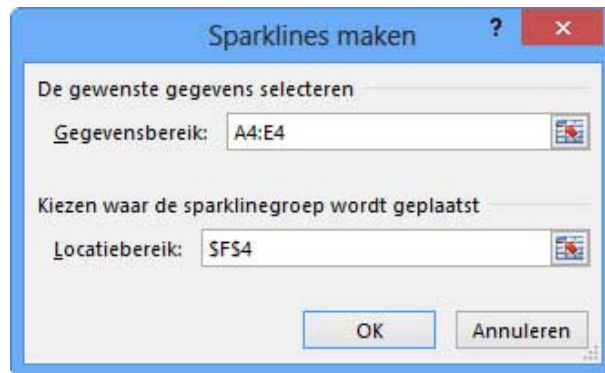 Sparklines maken ? ×
De gewenste gegevens selecteren
Gegevensbereik: A4:E4
Kiezen waar de sparklinegroep wordt geplaatst
Locatiebereik: $F$4
OK Annuleren